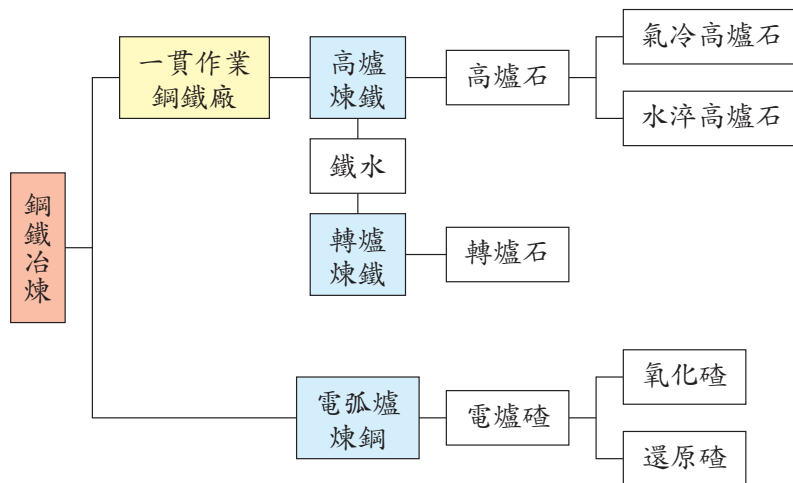 鋼鐵冶煉
一貫作業
鋼鐵廠
高爐
煉鐵
高爐石
氣冷高爐石
水淬高爐石
鐵水
轉爐
煉鐵
轉爐石
電弧爐
煉鋼
電爐碴
氧化碴
還原碴